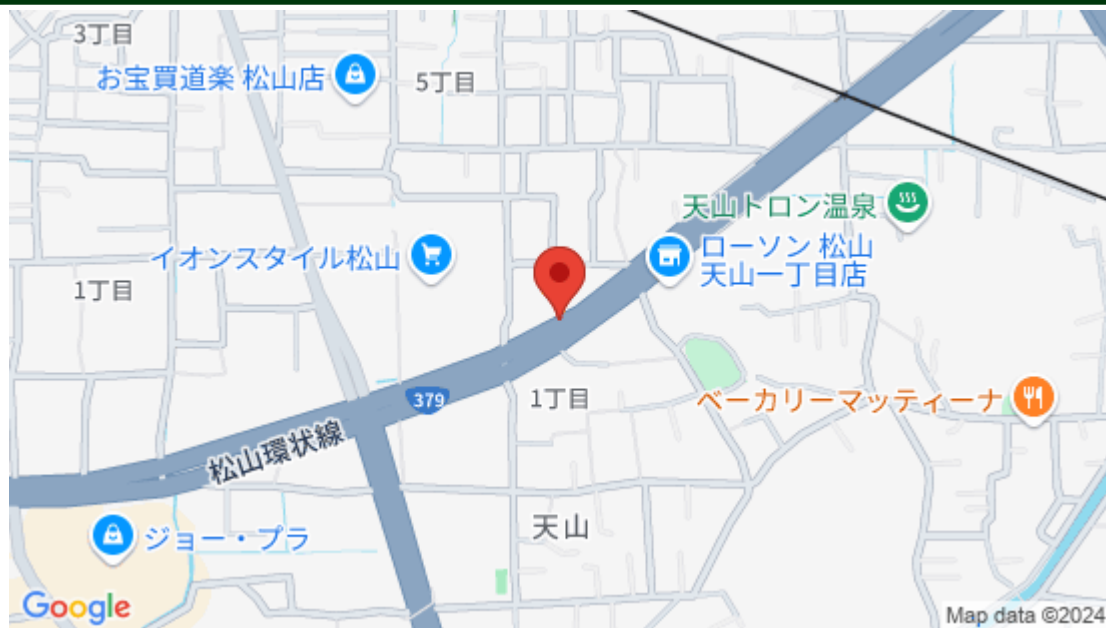 3丁目
お宝買道楽 松山店
5丁目
天山トロン温泉
イオンスタイル松山
ローソン 松山
天山一丁目店
1丁目
379
1丁目
ベーカリーマッティーナ
松山環状線
天山
ジョー・プラ
Google
Map data ©2024